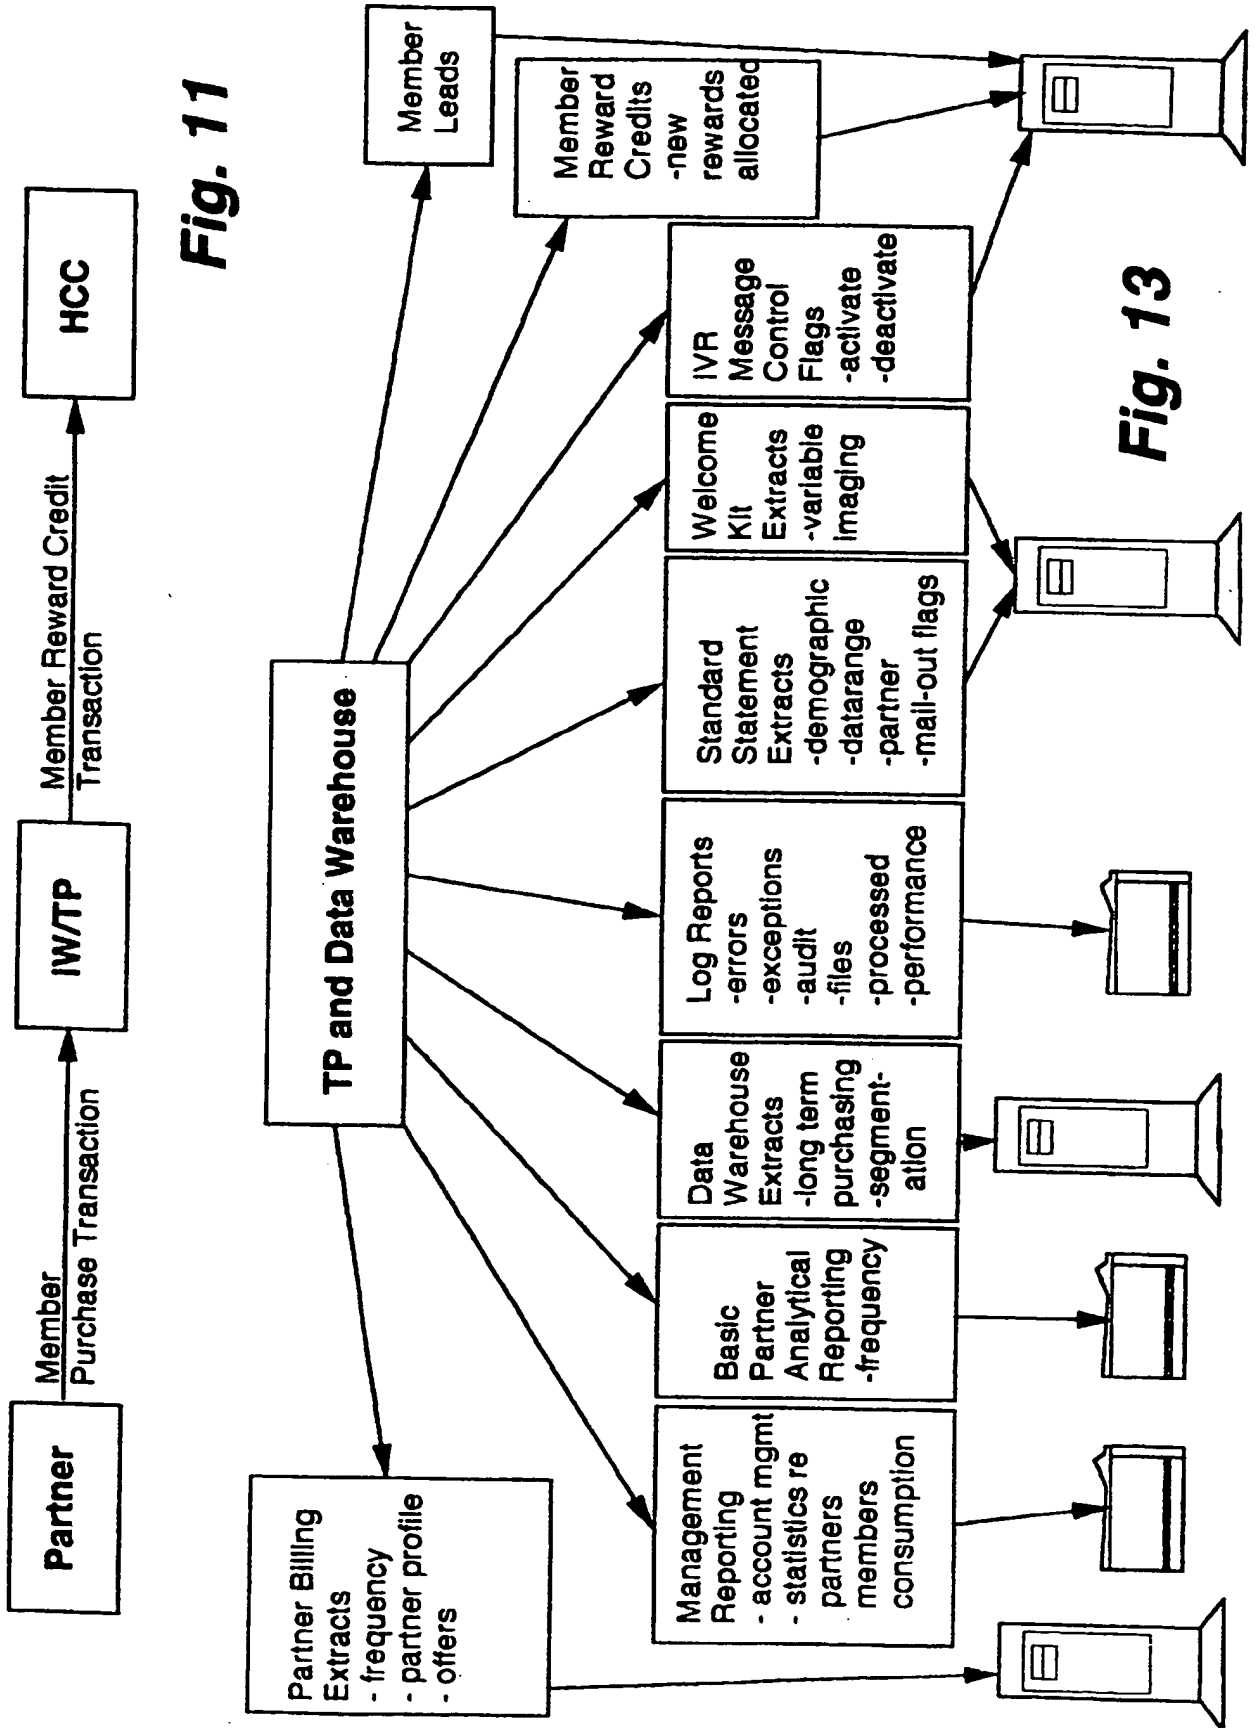 Partner
Member
Purchase Transaction
IW/TP
Member Reward Credit
Transaction
HCC
Fig. 11
TP and Data Warehouse
Partner Billing
Extracts
- frequency
- partner profile
- offers
Management
Reporting
- account mgmt
- statistics re
partners
members
consumption
Basic
Partner
Analytical
Reporting
-frequency
Data
Warehouse
Extracts
-long term
purchasing
-segment-
ation
Log Reports
-errors
-exceptions
-audit
-files
-processed
-performance
Standard
Statement
Extracts
-demographic
-datarange
-partner
-mail-out flags
Welcome
Kit
Extracts
-variable
imaging
IVR
Message
Control
Flags
-activate
-deactivate
Member
Reward
Credits
-new
rewards
allocated
Member
Leads
Fig. 13